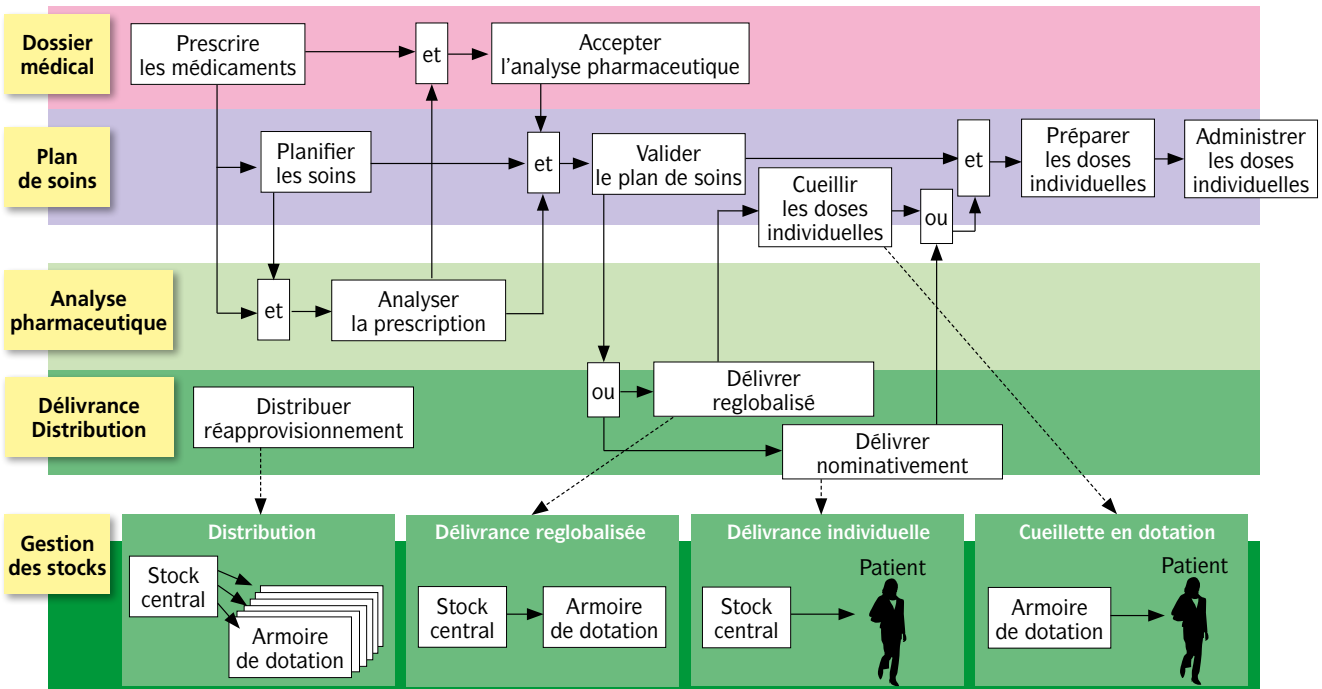 Dossier
médical
Prescrire
les médicaments
et
Accepter
l'analyse pharmaceutique
Plan
de soins
Planifier
les soins
et
Valider
le plan de soins
Cueillir
les doses
individuelles
ou
et
Préparer
les doses
individuelles
Administrer
les doses
individuelles
Analyse
pharmaceutique
et
Analyser
la prescription
Délivrance
Distribution
Distribuer
réapprovisionnement
ou
Délivrer
reglobalisé
Délivrer
nominativement
Gestion
des stocks
Distribution
Stock
central
Armoire
de dotation
Délivrance reglobalisée
Stock
central
Armoire
de dotation
Délivrance individuelle
Stock
central
Patient
Cueillette en dotation
Armoire
de dotation
Patient